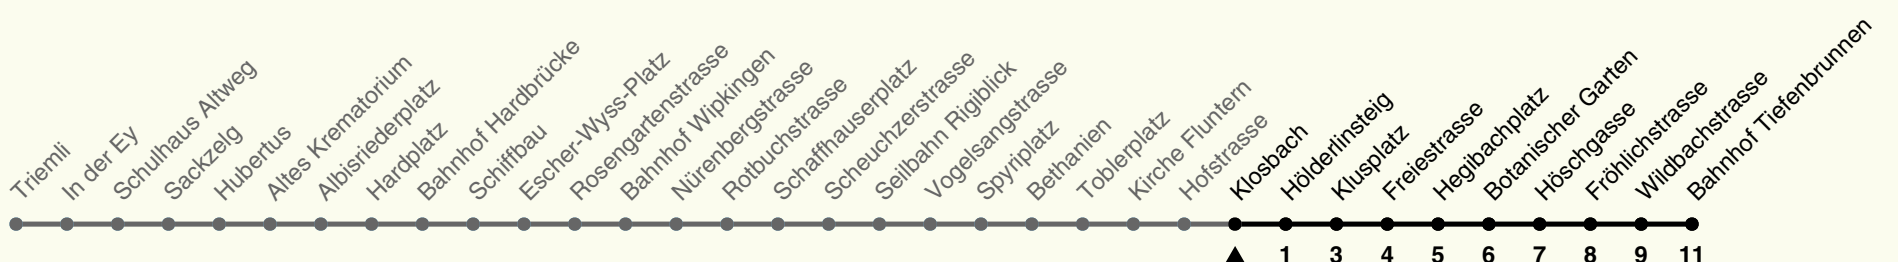 Triemli
In der Ey
Schulhaus Altweg
Sackzelg
Hubertus
Altes Krematorium
Albisriederplatz
Hardplatz
Bahnhof Hardbrücke
Schiffbau
Escher-Wyss-Platz
Rosengartenstrasse
Bahnhof Wipkingen
Nürenbergstrasse
Rotbuchstrasse
Schaffhauserplatz
Scheuchzerstrasse
Seilbahn Rigiblick
Vogelsangstrasse
Spyriplatz
Bethanien
Toblerplatz
Kirche Fluntern
Hofstrasse
Klosbach
Hölderlinsteig
Klusplatz
Freiestrasse
Hegibachplatz
Botanischer Garten
Höschgasse
Fröhlichstrasse
Wildbachstrasse
Bahnhof Tiefenbrunnen
1 3 4 5 6 7 8 9 11